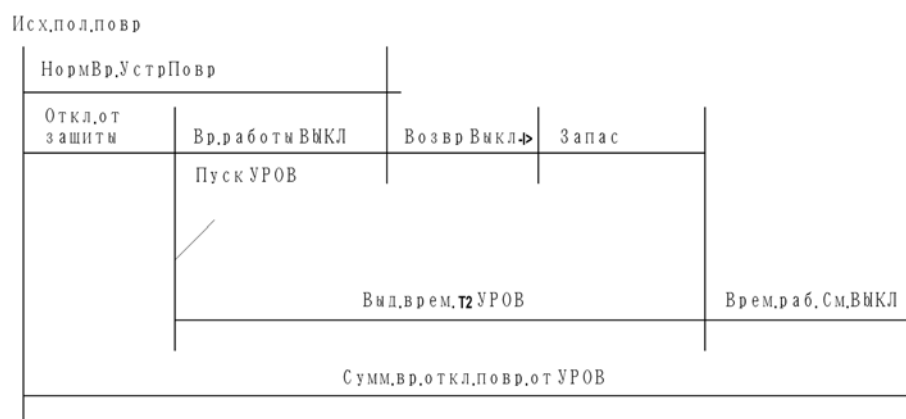 Исх.пол.повр
НормВр.УстрПовр
Откл.от
защиты
Вр.работы ВЫКЛ
Возвр Выкл->
Запас
Пуск УРОВ
Выд.врем.T2 УРОВ
Врем.раб.См.ВЫКЛ
Сумм.вр.откл.повр.от УРОВ